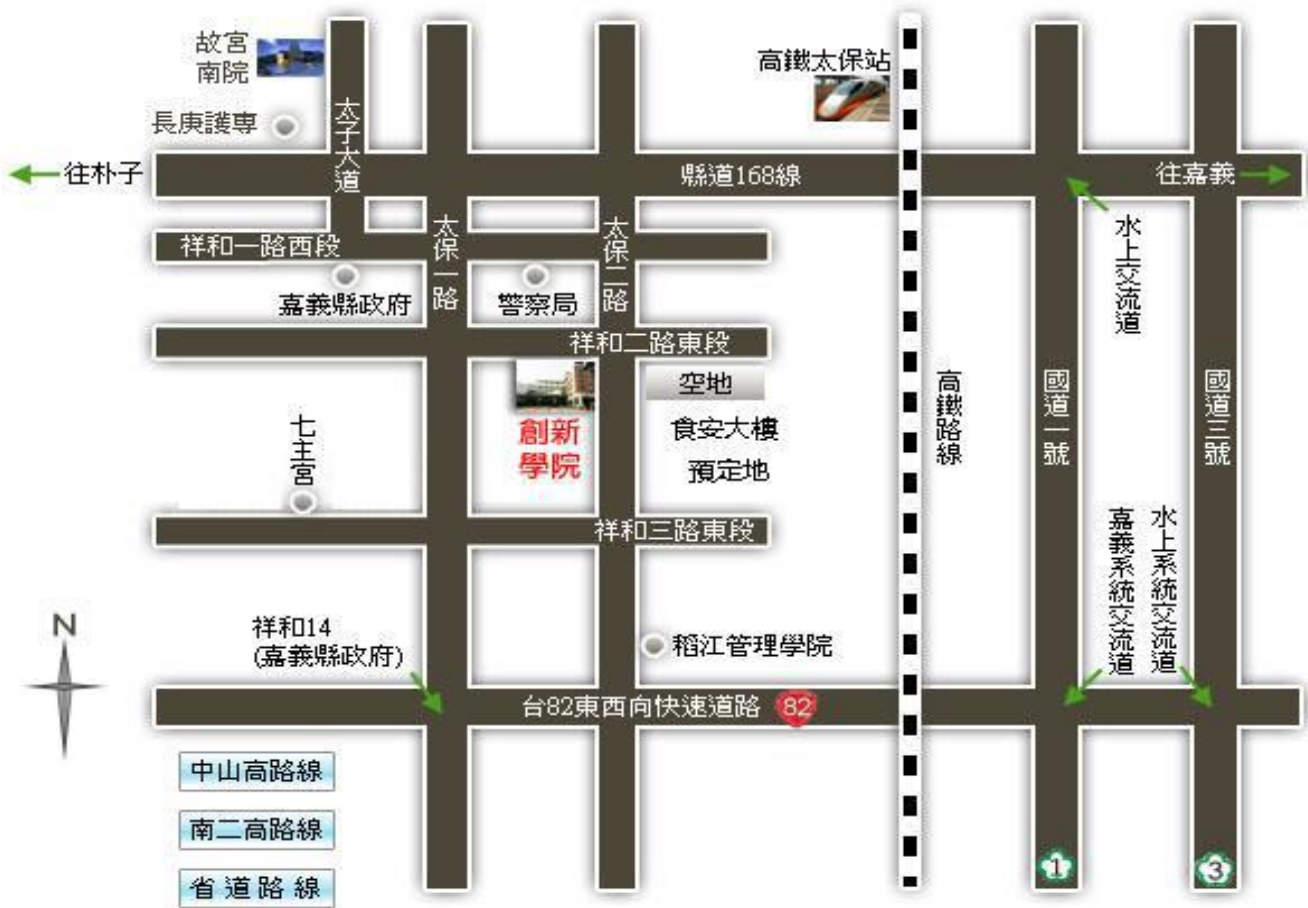 故宮
南院
高鐵太保站
長庚護專
太子大道
往朴子
縣道168線
往嘉義
祥和一路西段
太保一路
太保二路
水上交流道
嘉義縣政府
警察局
祥和二路東段
空地
高鐵路線
國道一號
國道三號
七主宮
創新
學院
食安大樓
預定地
祥和三路東段
嘉義系統交流道
水上系統交流道
N
祥和14
(嘉義縣政府)
稻江管理學院
台82東西向快速道路
82
中山高路線
南二高路線
省道路線
1
3